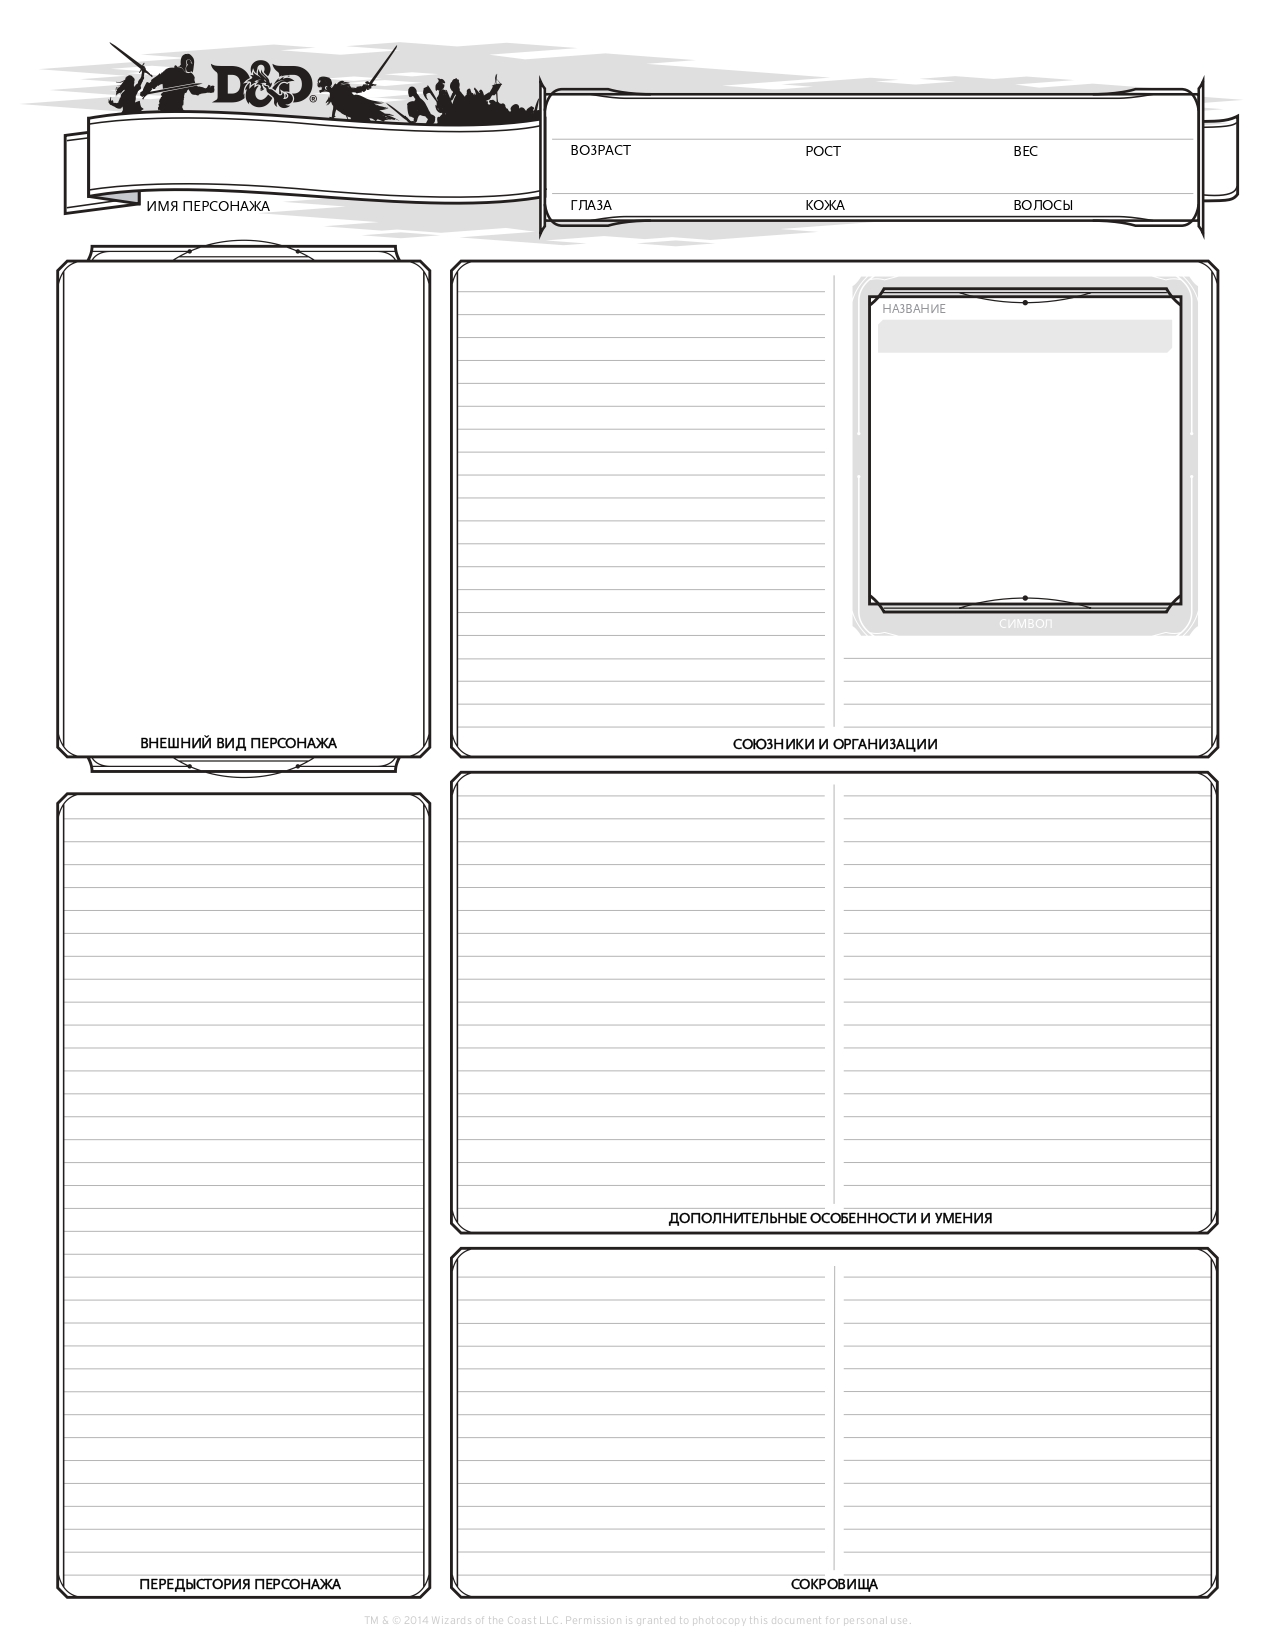 D&D®
ВОЗРАСТ РОСТ ВЕС
ИМЯ ПЕРСОНАЖА
ГЛАЗА КОЖА ВОЛОСЫ
НАЗВАНИЕ
СИМВОЛ
ВНЕШНИЙ ВИД ПЕРСОНАЖА
СОЮЗНИКИ И ОРГАНИЗАЦИИ
ДОПОЛНИТЕЛЬНЫЕ ОСОБЕННОСТИ И УМЕНИЯ
ПЕРЕДЫСТОРИЯ ПЕРСОНАЖА
СОКРОВИЩА
TM & © 2014 Wizards of the Coast LLC. Permission is granted to photocopy this document for personal use.